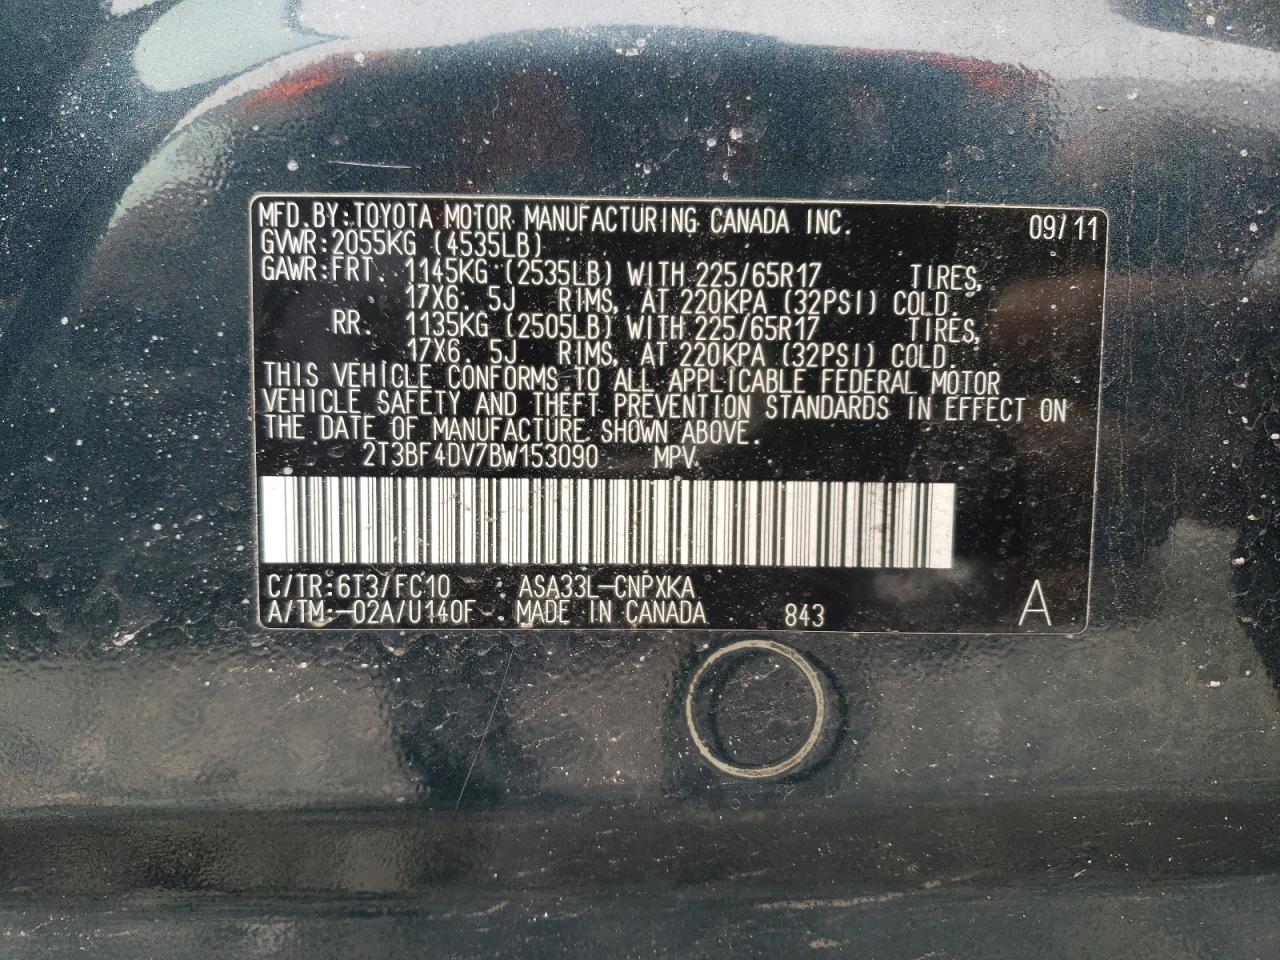 MFD.BY:TOYOTA MOTOR MANUFACTURING CANADA INC. 09/11
GVWR:2055KG (4535LB)
GAWR:FRT. 1145KG (2535LB) WITH 225/65R17 TIRES,
17X6.5J RIMS, AT 220KPA (32PSI) COLD.
RR. 1135KG (2505LB) WITH 225/65R17 TIRES,
17X6.5J RIMS, AT 220KPA (32PSI) COLD.
THIS VEHICLE CONFORMS TO ALL APPLICABLE FEDERAL MOTOR
VEHICLE SAFETY AND THEFT PREVENTION STANDARDS IN EFFECT ON
THE DATE OF MANUFACTURE SHOWN ABOVE.
2T3BF4DV7BW153090 MPV.
C/TR:6T3/FC10 ASA33L-CNPXKA
A/TM:-02A/U140F MADE IN CANADA 843 A